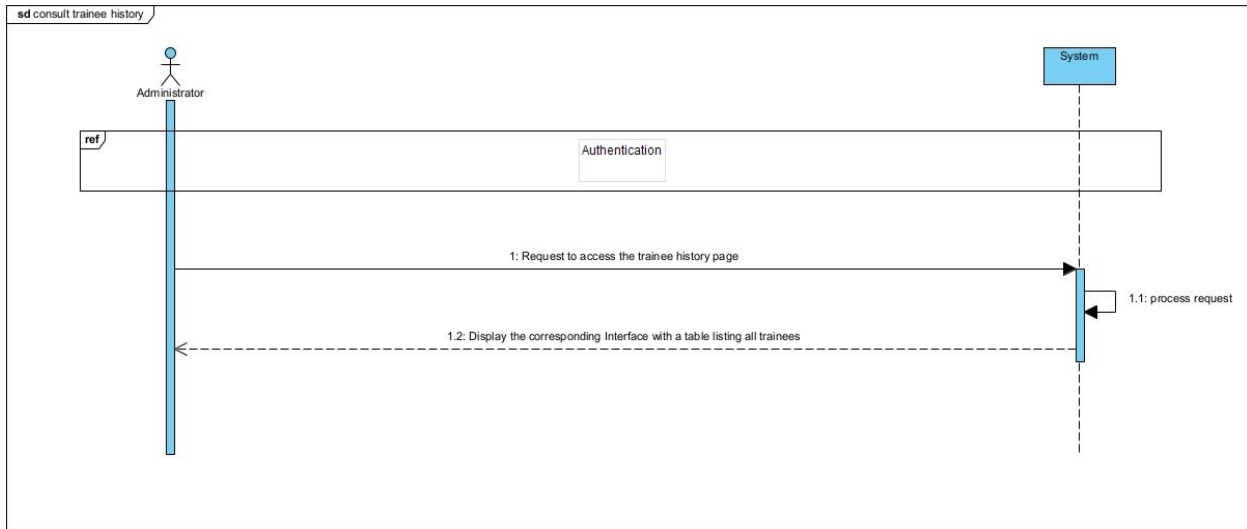 sd consult trainee history
System
Administrator
ref
Authentication
1: Request to access the trainee history page
1.1: process request
1.2: Display the corresponding Interface with a table listing all trainees